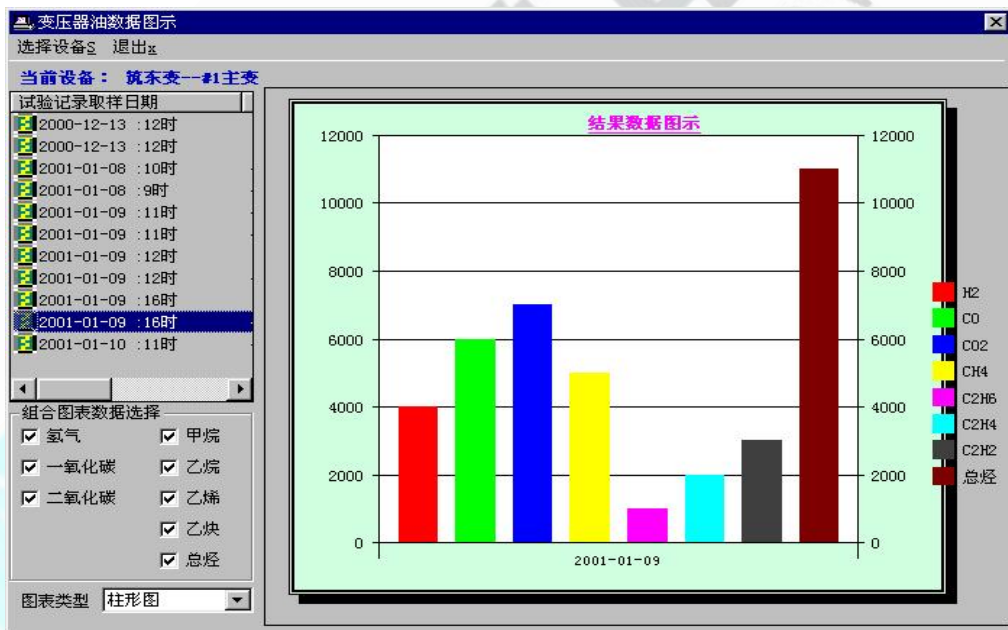 变压器油数据图示
选择设备S 退出x
当前设备： 筑东变--#1主变
试验记录取样日期
2000-12-13 :12时
2000-12-13 :12时
2001-01-08 :10时
2001-01-08 :9时
2001-01-09 :11时
2001-01-09 :11时
2001-01-09 :12时
2001-01-09 :12时
2001-01-09 :16时
2001-01-09 :16时
2001-01-10 :11时
组合图表数据选择
氢气 甲烷
一氧化碳 乙烷
二氧化碳 乙烯
乙炔
总烃
图表类型 柱形图
结果数据图示
12000 12000
10000 10000
8000 8000
6000 6000
4000 4000
2000 2000
0 0
2001-01-09
H2
CO
CO2
CH4
C2H6
C2H4
C2H2
总烃